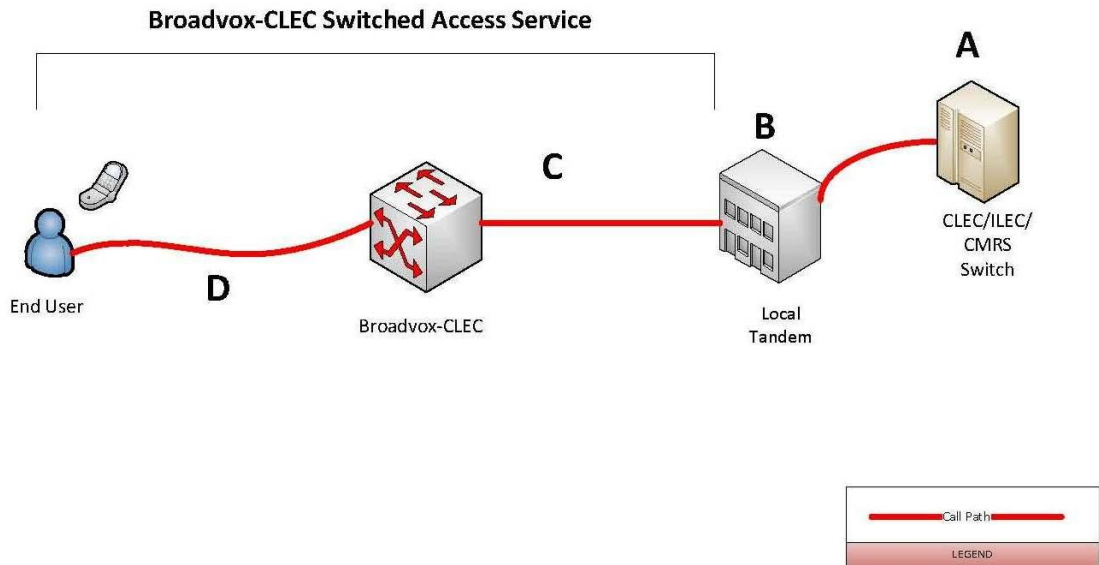 Broadvox-CLEC Switched Access Service
A
B
C
CLEC/ILEC/
CMRS
Switch
D
End User
Broadvox-CLEC
Local
Tandem
Call Path
LEGEND